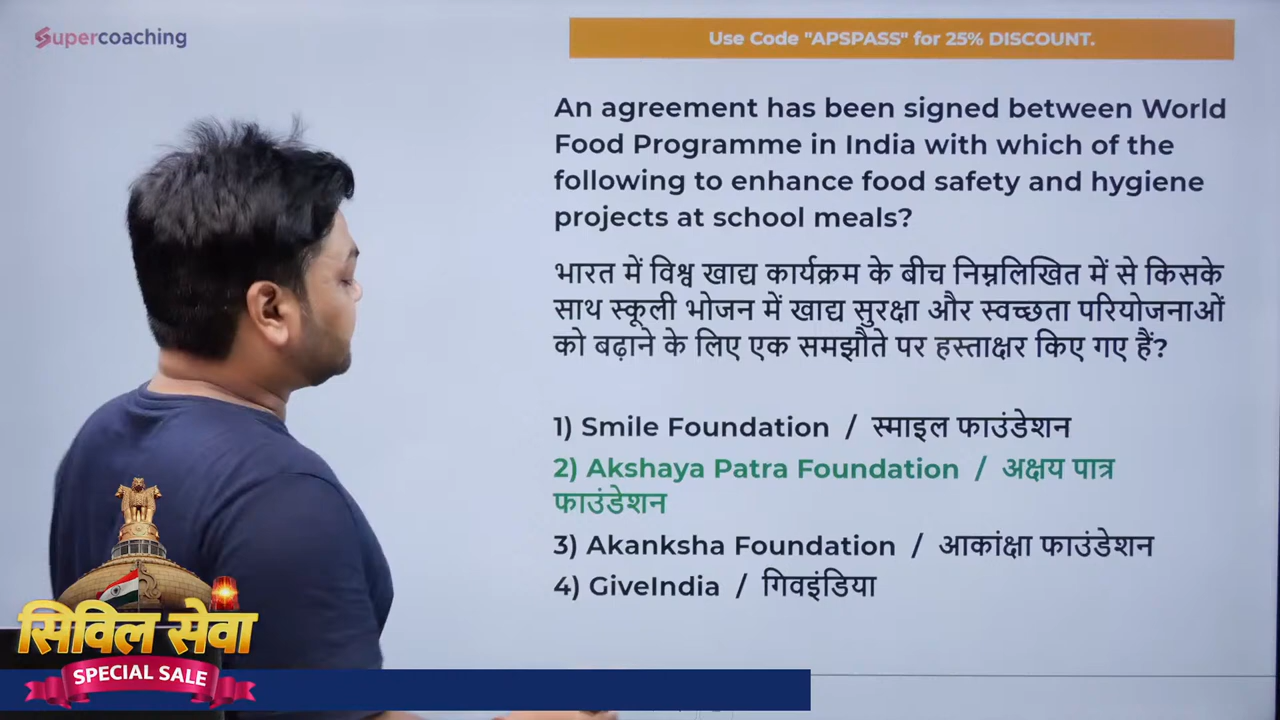 Supercoaching
Use Code "APSPASS" for 25% DISCOUNT.
An agreement has been signed between World
Food Programme in India with which of the
following to enhance food safety and hygiene
projects at school meals?
भारत में विश्व खाद्य कार्यक्रम के बीच निम्नलिखित में से किसके
साथ स्कूली भोजन में खाद्य सुरक्षा और स्वच्छता परियोजनाओं
को बढ़ाने के लिए एक समझौते पर हस्ताक्षर किए गए हैं?
1) Smile Foundation / स्माइल फाउंडेशन
2) Akshaya Patra Foundation / अक्षय पात्र
फाउंडेशन
3) Akanksha Foundation / आकांक्षा फाउंडेशन
4) GiveIndia / गिवइंडिया
सिविल सेवा
SPECIAL SALE